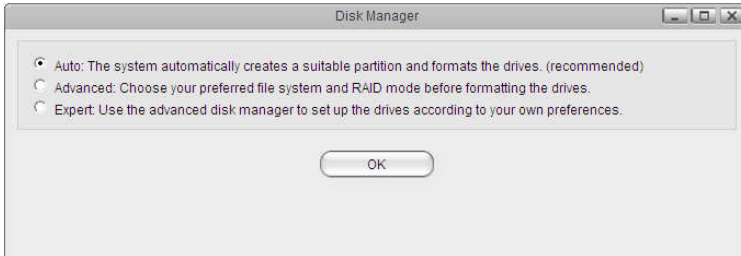 Disk Manager
Auto: The system automatically creates a suitable partition and formats the drives. (recommended)
Advanced: Choose your preferred file system and RAID mode before formatting the drives.
Expert: Use the advanced disk manager to set up the drives according to your own preferences.
OK